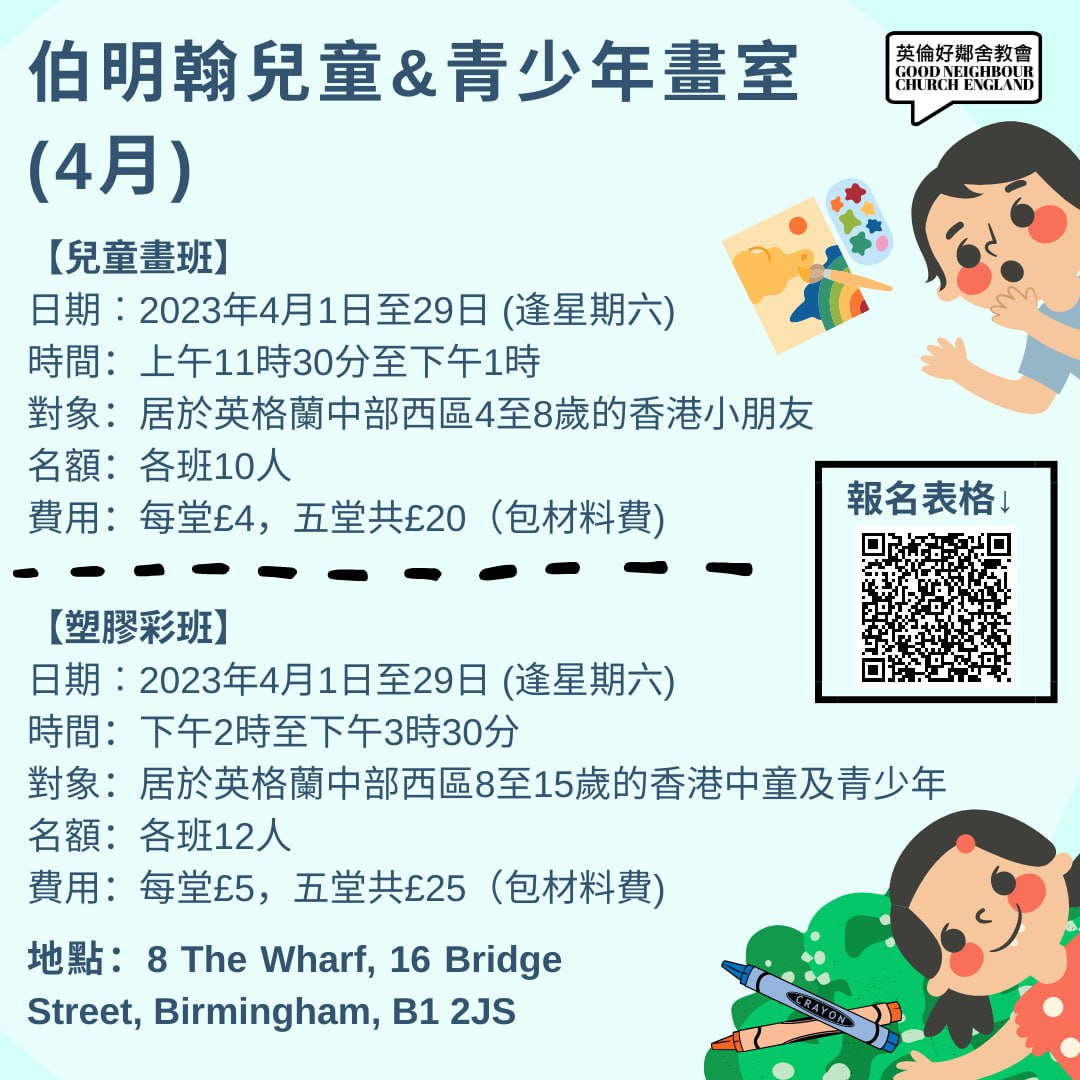 伯明翰兒童&青少年畫室
(4月)
英倫好鄰舍教會
GOOD NEIGHBOUR
CHURCH ENGLAND
【兒童畫班】
日期：2023年4月1日至29日 (逢星期六)
時間：上午11時30分至下午1時
對象：居於英格蘭中部西區4至8歲的香港小朋友
名額：各班10人
費用：每堂£4，五堂共£20（包材料費)
報名表格↓
【塑膠彩班】
日期：2023年4月1日至29日 (逢星期六)
時間：下午2時至下午3時30分
對象：居於英格蘭中部西區8至15歲的香港中童及青少年
名額：各班12人
費用：每堂£5，五堂共£25（包材料費)
地點：8 The Wharf, 16 Bridge
Street, Birmingham, B1 2JS
CRAYON